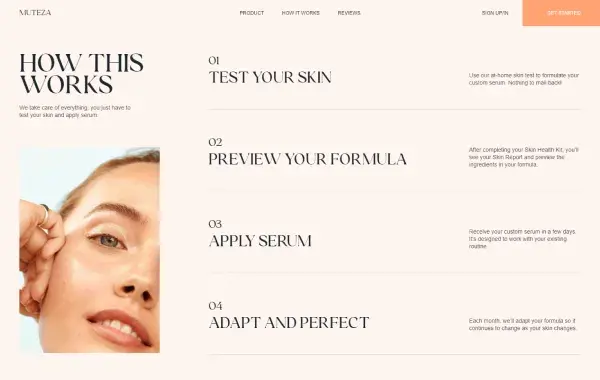 MUTEZA
PRODUCT
HOW IT WORKS
REVIEWS
SIGN UP/IN
GET STARTED
HOW THIS
WORKS
We take care of everything, you just have to
test your skin and apply serum.
01
TEST YOUR SKIN
Use our at-home skin test to formulate your
custom serum. Nothing to mail back!
02
PREVIEW YOUR FORMULA
After completing your Skin Health Kit, you'll
see your Skin Report and preview the
ingredients in your formula.
03
APPLY SERUM
Receive your custom serum in a few days.
It's designed to work with your existing
routine.
04
ADAPT AND PERFECT
Each month, we'll adapt your formula so it
continues to change as your skin changes.